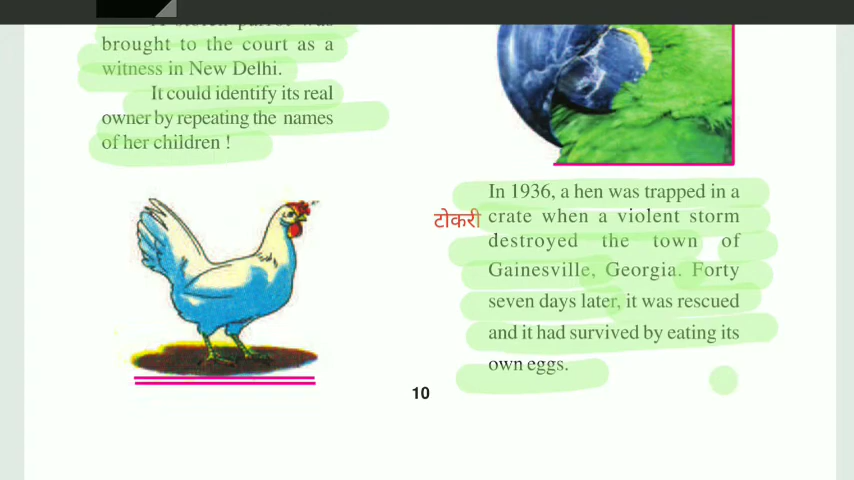 brought to the court as a
witness in New Delhi.
It could identify its real
owner by repeating the names
of her children !
In 1936, a hen was trapped in a
टोकरी crate when a violent storm
destroyed the town of
Gainesville, Georgia. Forty
seven days later, it was rescued
and it had survived by eating its
own eggs.
10